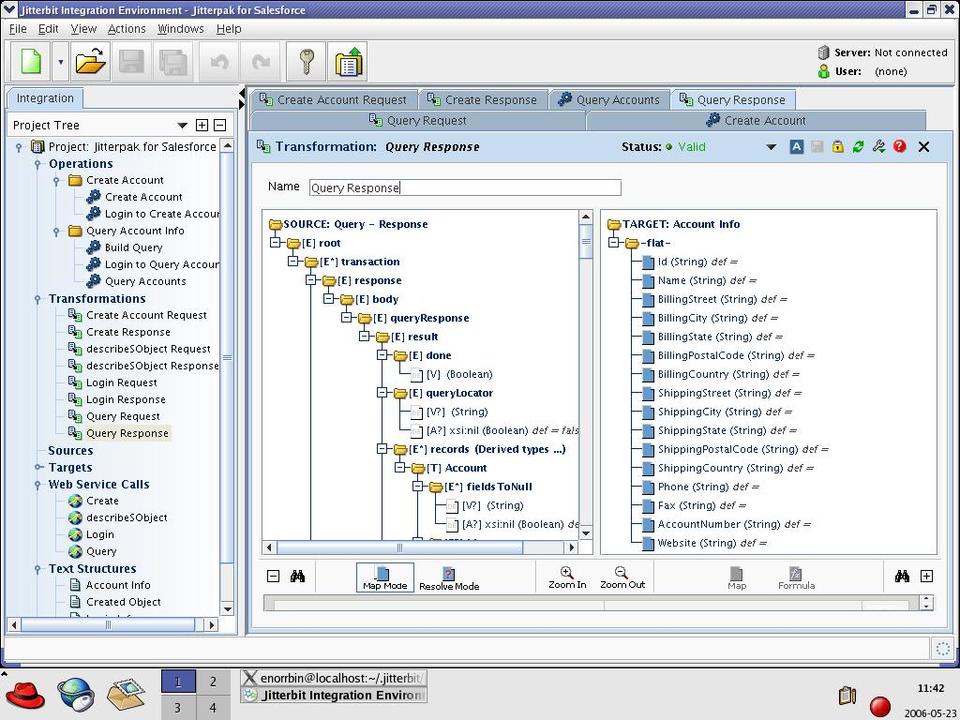 Jitterbit Integration Environment - Jitterpak for Salesforce
File Edit View Actions Windows Help
Server: Not connected
User: (none)
Integration
Project Tree
Project: Jitterpak for Salesforce
Operations
Create Account
Create Account
Login to Create Accour
Query Account Info
Build Query
Login to Query Accour
Query Accounts
Transformations
Create Account Request
Create Response
describeSObject Request
describeSObject Response
Login Request
Login Response
Query Request
Query Response
Sources
Targets
Web Service Calls
Create
describeSObject
Login
Query
Text Structures
Account Info
Created Object
Create Account Request Create Response Query Accounts Query Response
Query Request Create Account
Transformation: Query Response Status: Valid
Name Query Response
SOURCE: Query - Response
[E] root
[E*] transaction
[E] response
[E] body
[E] queryResponse
[E] result
[E] done
[V] (Boolean)
[E] queryLocator
[V?] (String)
[A?] xsi:nil (Boolean) def = fals
[E*] records (Derived types ...)
[T] Account
[E*] fieldsToNull
[V?] (String)
[A?] xsi:nil (Boolean) de
TARGET: Account Info
-flat-
Id (String) def =
Name (String) def =
BillingStreet (String) def =
BillingCity (String) def =
BillingState (String) def =
BillingPostalCode (String) def =
BillingCountry (String) def =
ShippingStreet (String) def =
ShippingCity (String) def =
ShippingState (String) def =
ShippingPostalCode (String) def =
ShippingCountry (String) def =
Phone (String) def =
Fax (String) def =
AccountNumber (String) def =
Website (String) def =
Map Mode Resolve Mode Zoom In Zoom Out Map Formula
1 2
3 4
enorrbin@localhost:~/.jitterbit/
Jitterbit Integration Environ
11:42
2006-05-23